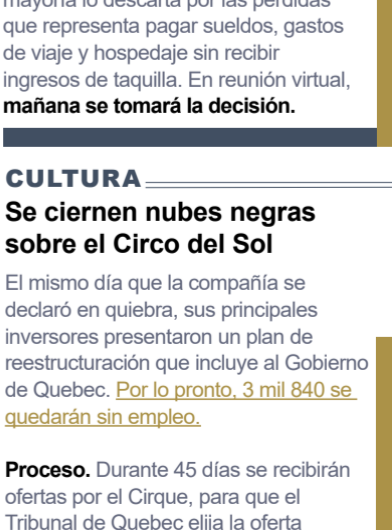 mayoría lo descarta por las pérdidas
que representa pagar sueldos, gastos
de viaje y hospedaje sin recibir
ingresos de taquilla. En reunión virtual,
mañana se tomará la decisión.
CULTURA
Se ciernen nubes negras
sobre el Circo del Sol
El mismo día que la compañía se
declaró en quiebra, sus principales
inversores presentaron un plan de
reestructuración que incluye al Gobierno
de Quebec. Por lo pronto, 3 mil 840 se
quedarán sin empleo.
Proceso. Durante 45 días se recibirán
ofertas por el Cirque, para que el
Tribunal de Quebec elija la oferta